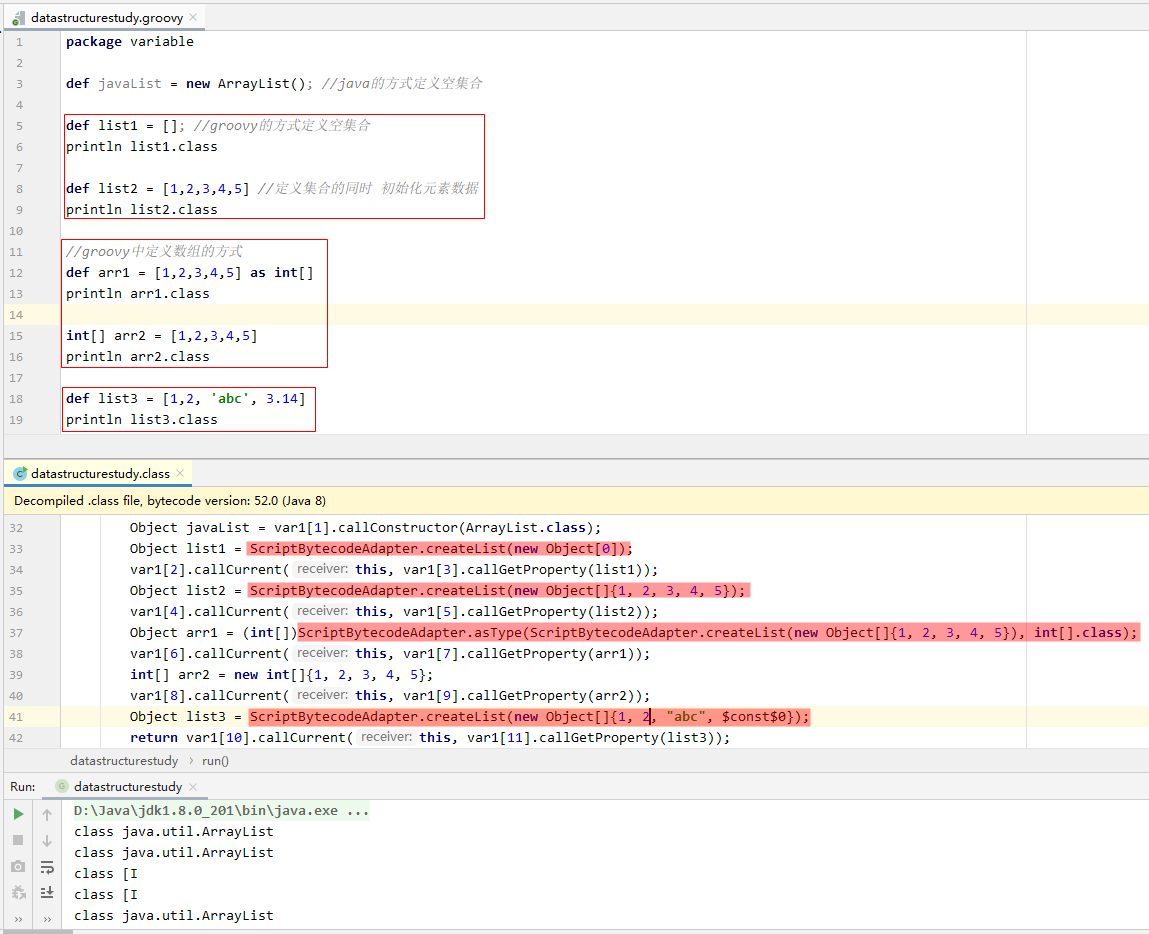 datastructurestudy.groovy
1 package variable
2
3 def javaList = new ArrayList(); //java的方式定义空集合
4
5 def list1 = []; //groovy的方式定义空集合
6 println list1.class
7
8 def list2 = [1,2,3,4,5] //定义集合的同时 初始化元素数据
9 println list2.class
10
11 //groovy中定义数组的方式
12 def arr1 = [1,2,3,4,5] as int[]
13 println arr1.class
14
15 int[] arr2 = [1,2,3,4,5]
16 println arr2.class
17
18 def list3 = [1,2, 'abc', 3.14]
19 println list3.class
datastructurestudy.class
Decompiled .class file, bytecode version: 52.0 (Java 8)
32 Object javaList = var1[1].callConstructor(ArrayList.class);
33 Object list1 = ScriptBytecodeAdapter.createList(new Object[0]);
34 var1[2].callCurrent( receiver: this, var1[3].callGetProperty(list1));
35 Object list2 = ScriptBytecodeAdapter.createList(new Object[]{1, 2, 3, 4, 5});
36 var1[4].callCurrent( receiver: this, var1[5].callGetProperty(list2));
37 Object arr1 = (int[])ScriptBytecodeAdapter.asType(ScriptBytecodeAdapter.createList(new Object[]{1, 2, 3, 4, 5}), int[].class);
38 var1[6].callCurrent( receiver: this, var1[7].callGetProperty(arr1));
39 int[] arr2 = new int[]{1, 2, 3, 4, 5};
40 var1[8].callCurrent( receiver: this, var1[9].callGetProperty(arr2));
41 Object list3 = ScriptBytecodeAdapter.createList(new Object[]{1, 2, "abc", $const$0});
42 return var1[10].callCurrent( receiver: this, var1[11].callGetProperty(list3));
datastructurestudy › run()
Run: datastructurestudy
D:\Java\jdk1.8.0_201\bin\java.exe ...
class java.util.ArrayList
class java.util.ArrayList
class [I
class [I
class java.util.ArrayList